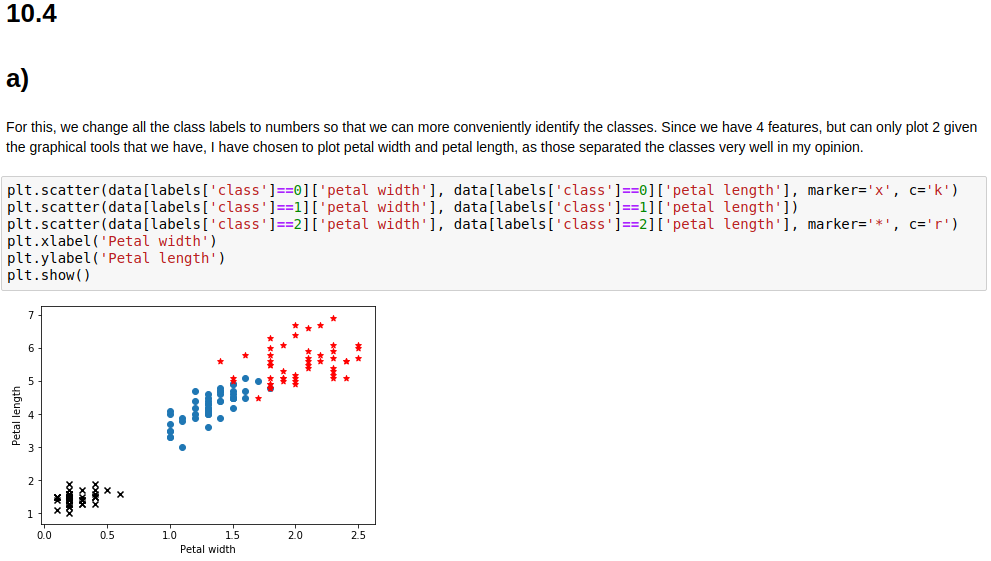 10.4
a)
For this, we change all the class labels to numbers so that we can more conveniently identify the classes. Since we have 4 features, but can only plot 2 given
the graphical tools that we have, I have chosen to plot petal width and petal length, as those separated the classes very well in my opinion.
plt.scatter(data[labels['class']==0]['petal width'], data[labels['class']==0]['petal length'], marker='x', c='k')
plt.scatter(data[labels['class']==1]['petal width'], data[labels['class']==1]['petal length'])
plt.scatter(data[labels['class']==2]['petal width'], data[labels['class']==2]['petal length'], marker='*', c='r')
plt.xlabel('Petal width')
plt.ylabel('Petal length')
plt.show()
7
6
5
4
3
2
1
Petal length
0.0 0.5 1.0 1.5 2.0 2.5
Petal width